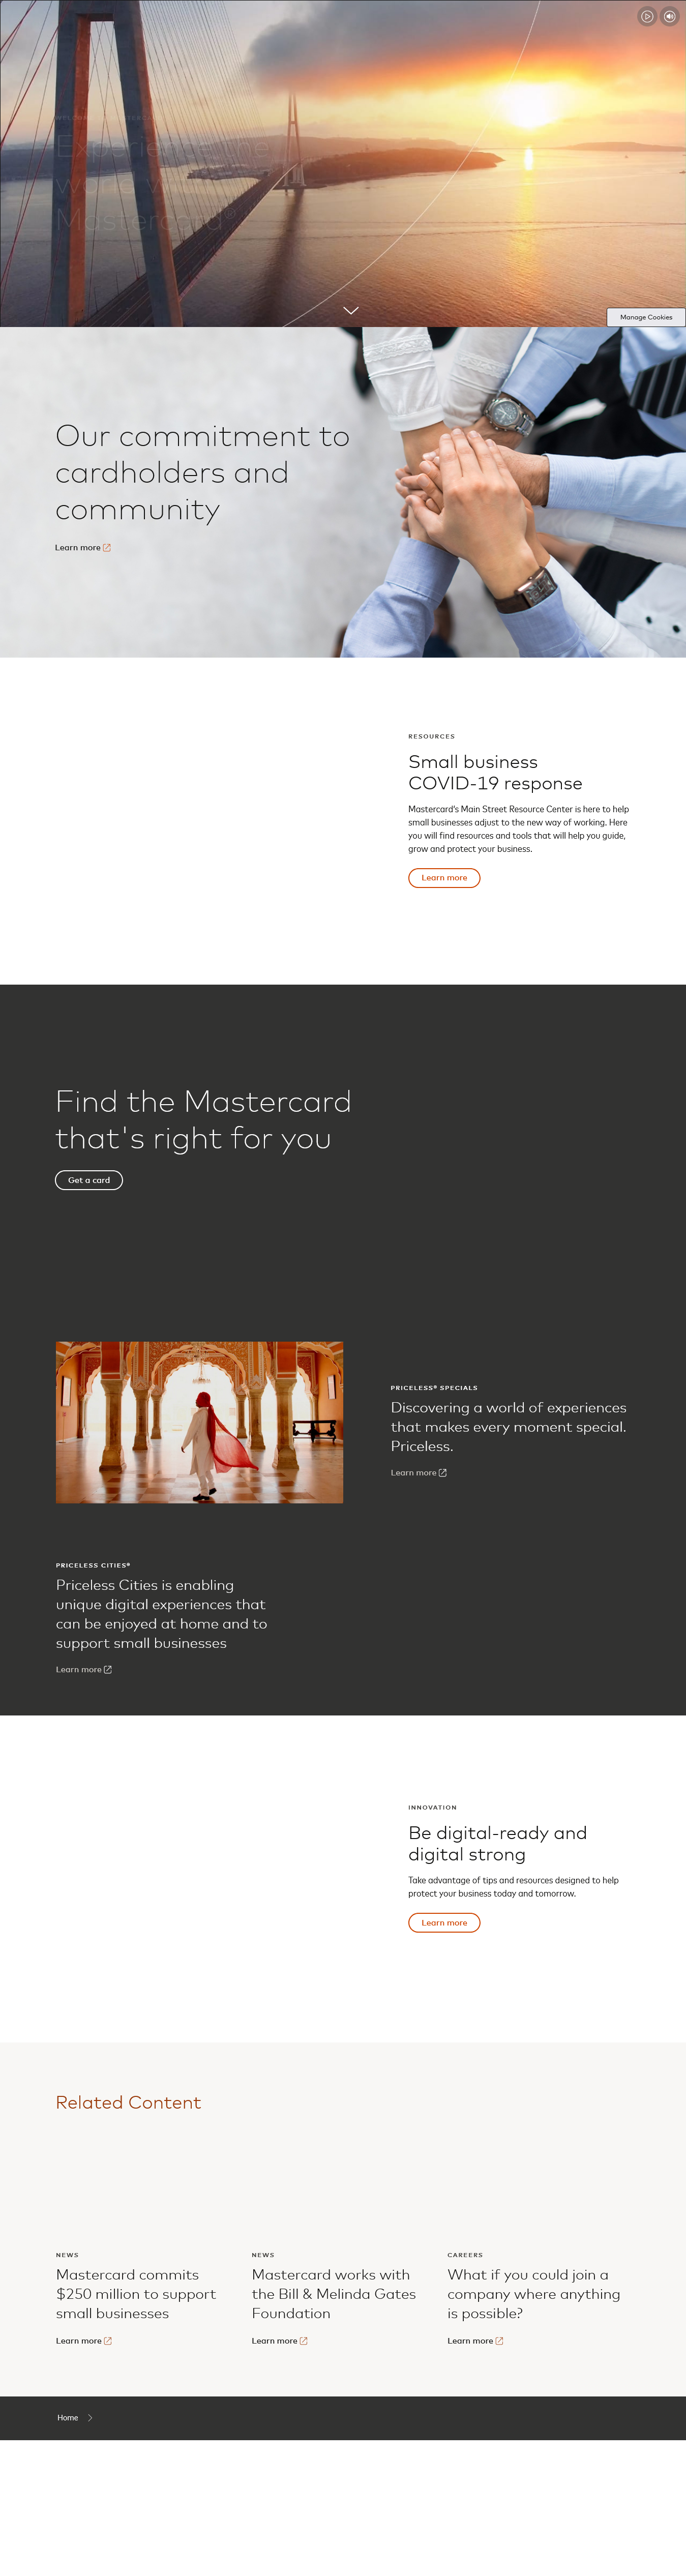 WELCOME TO MASTERCARD
Experience the
world with
Mastercard®
Manage Cookies
Our commitment to
cardholders and
community
Learn more
RESOURCES
Small business
COVID-19 response
Mastercard's Main Street Resource Center is here to help
small businesses adjust to the new way of working. Here
you will find resources and tools that will help you guide,
grow and protect your business.
Learn more
Find the Mastercard
that's right for you
Get a card
PRICELESS® SPECIALS
Discovering a world of experiences
that makes every moment special.
Priceless.
Learn more
PRICELESS CITIES®
Priceless Cities is enabling
unique digital experiences that
can be enjoyed at home and to
support small businesses
Learn more
INNOVATION
Be digital-ready and
digital strong
Take advantage of tips and resources designed to help
protect your business today and tomorrow.
Learn more
Related Content
NEWS
Mastercard commits
$250 million to support
small businesses
Learn more
NEWS
Mastercard works with
the Bill & Melinda Gates
Foundation
Learn more
CAREERS
What if you could join a
company where anything
is possible?
Learn more
Home